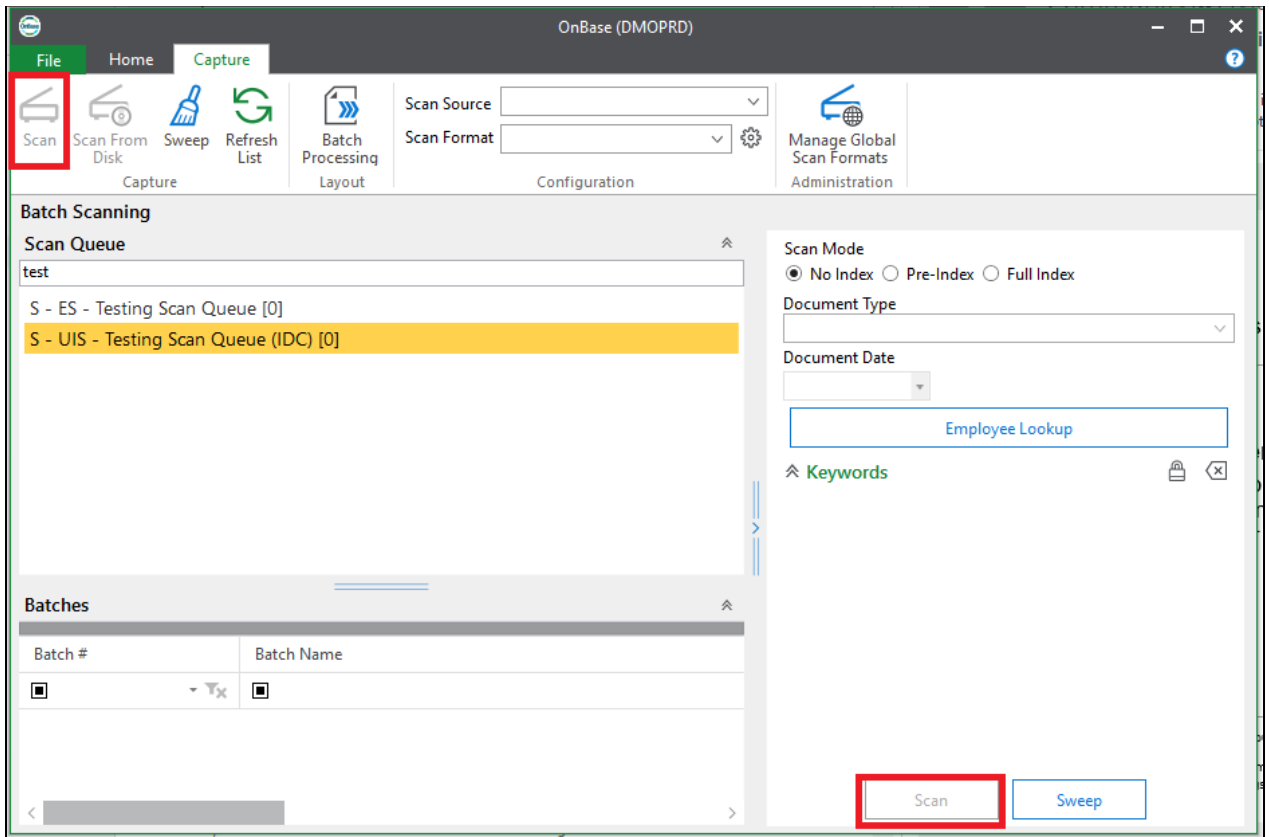 OnBase (DMOPRD)
File Home Capture
Scan
Scan From Disk
Sweep
Refresh List
Batch Processing
Scan Source
Scan Format
Manage Global Scan Formats
Capture
Layout
Configuration
Administration
Batch Scanning
Scan Queue
test
S - ES - Testing Scan Queue [0]
S - UIS - Testing Scan Queue (IDC) [0]
Batches
Batch # Batch Name
Scan Mode
No Index Pre-Index Full Index
Document Type
Document Date
Employee Lookup
Keywords
Scan Sweep